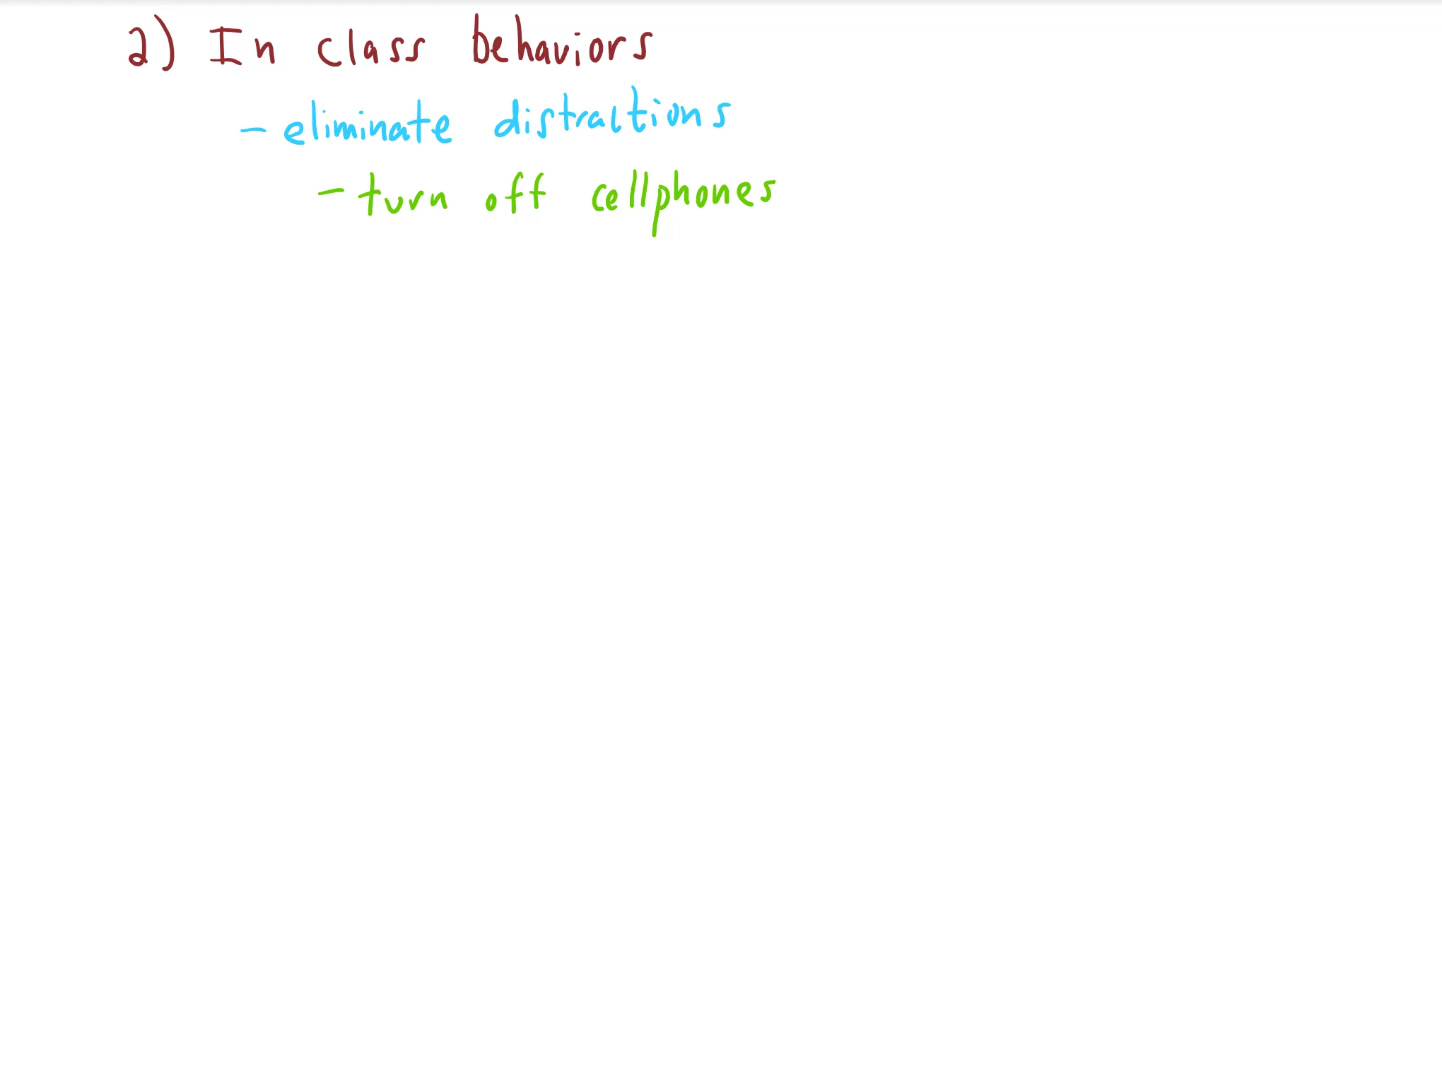 2) In class behaviors
- eliminate distractions
- turn off cellphones